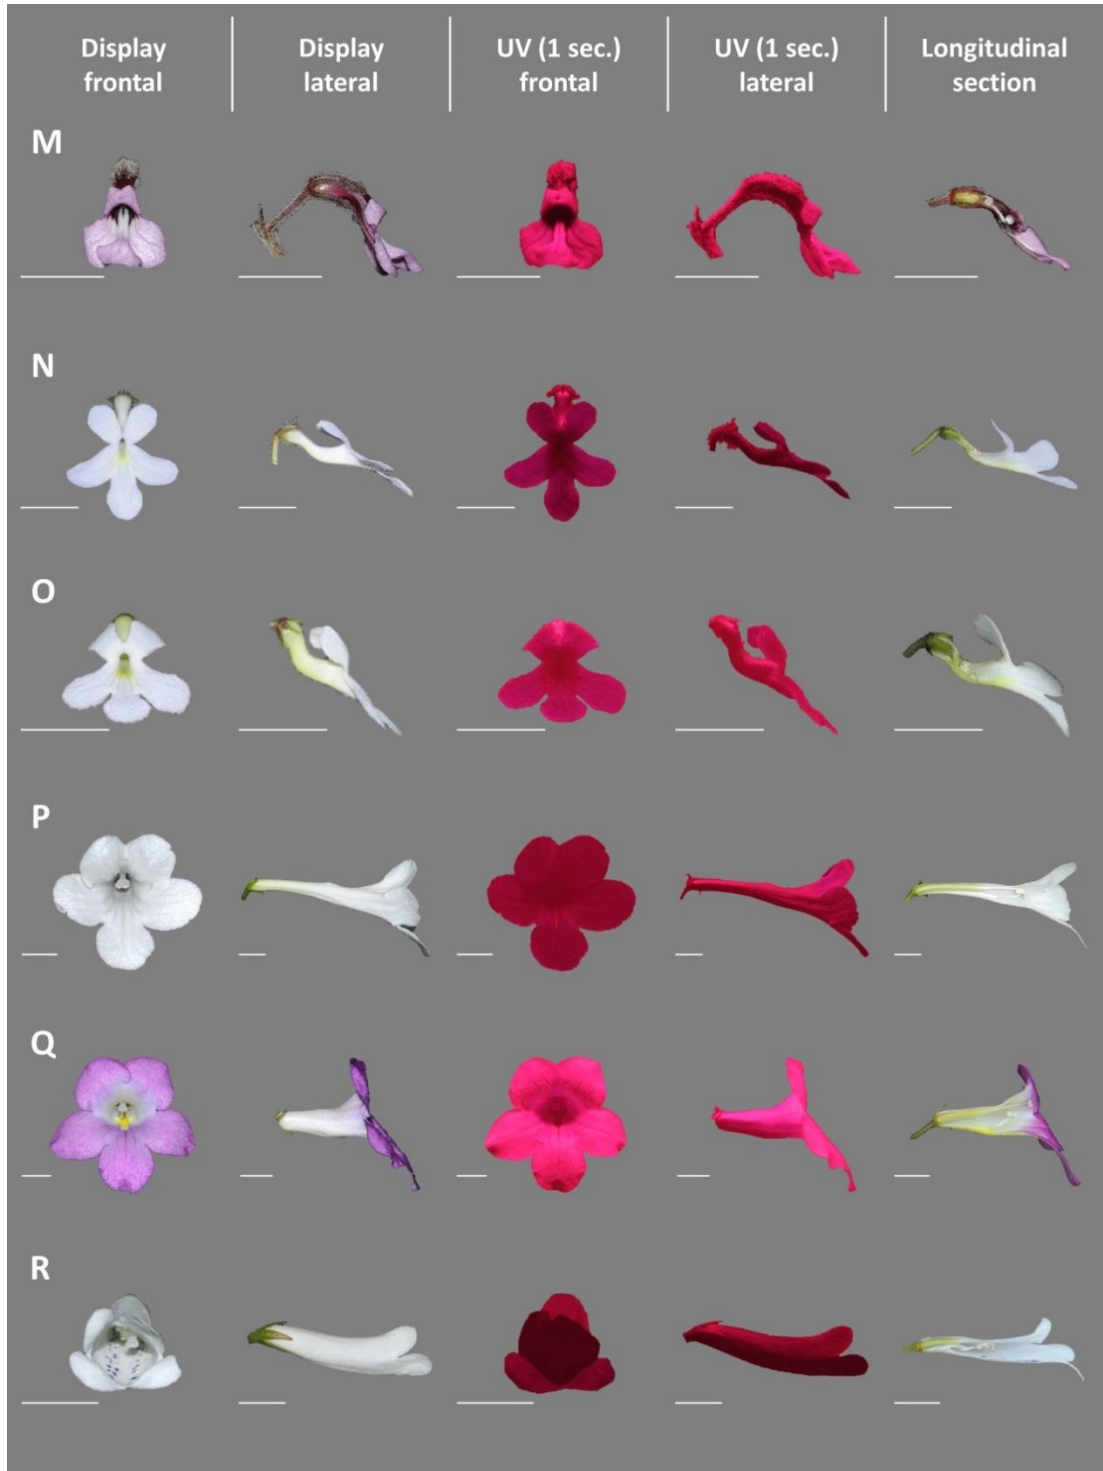 Display
frontal
Display
lateral
UV (1 sec.)
frontal
UV (1 sec.)
lateral
Longitudinal
section
M
N
O
P
Q
R